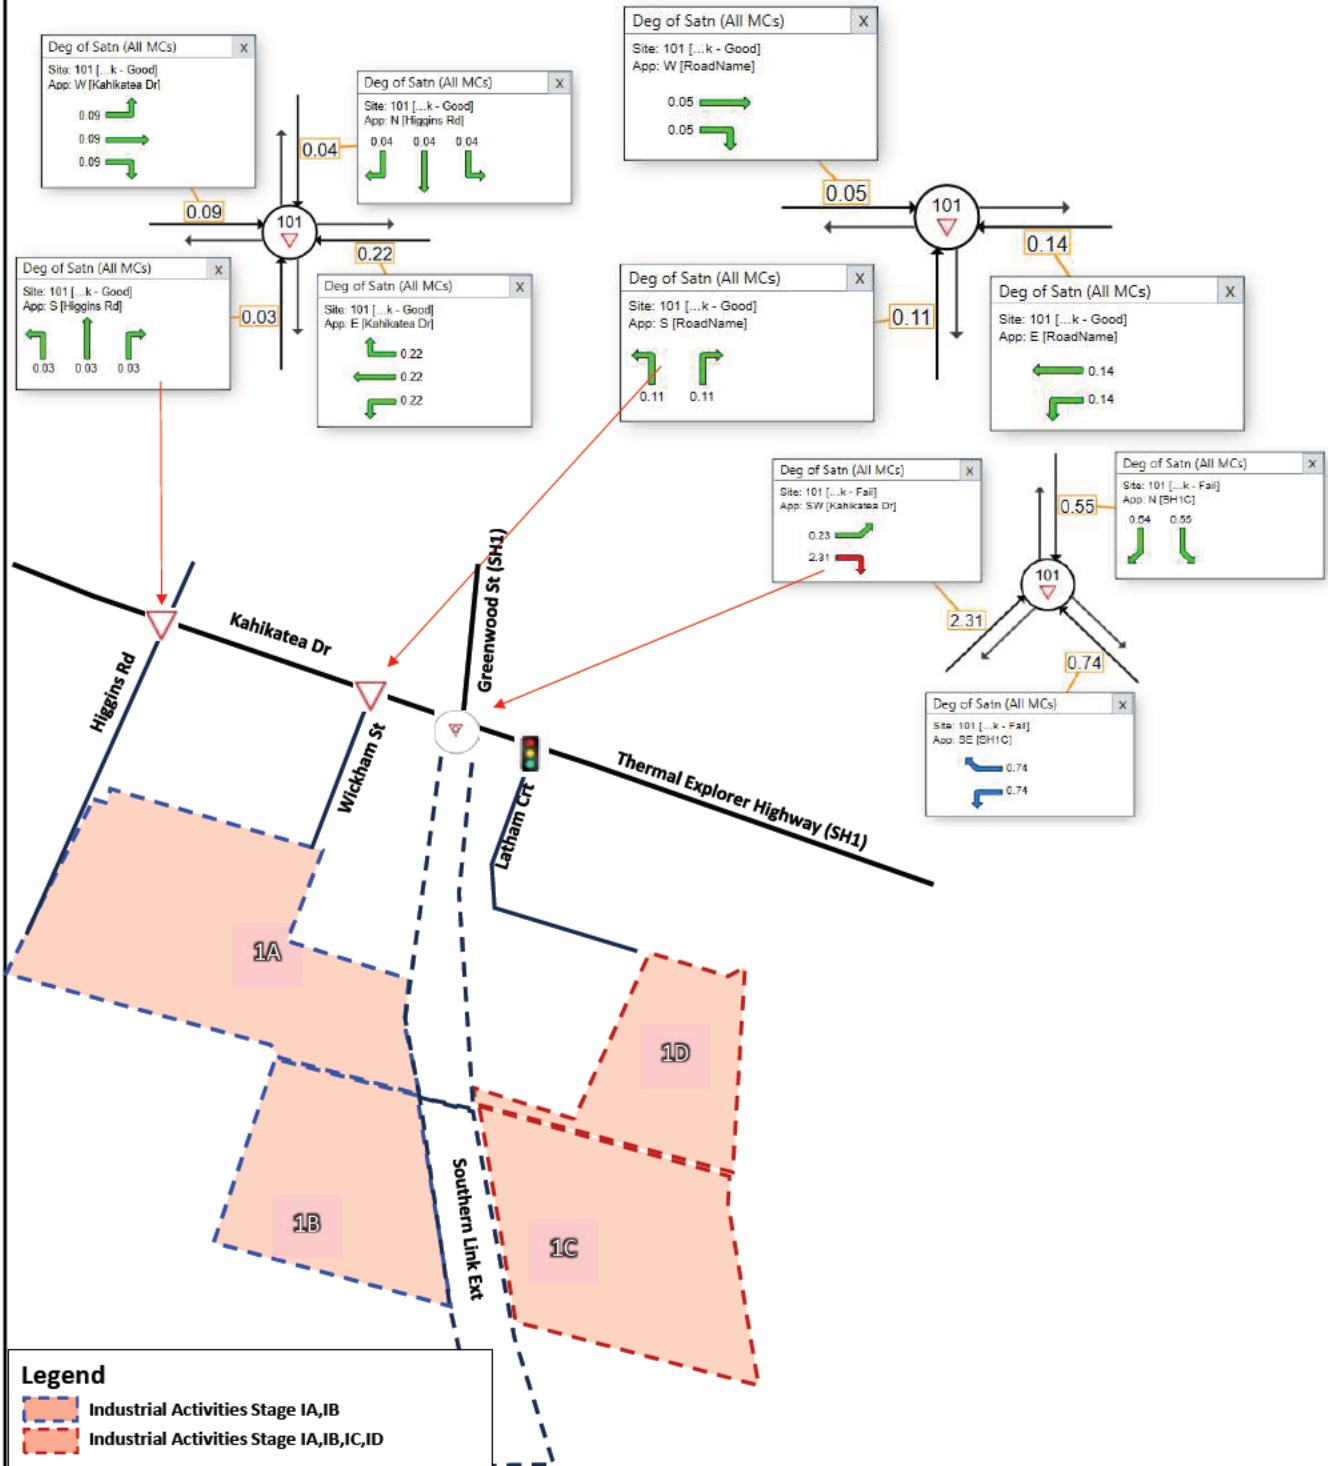 Deg of Satn (All MCs) X
Site: 101 [...k - Good]
App: W [Kahikatea Dr]
0.09
0.09
0.09
Deg of Satn (All MCs) X
Site: 101 [...k - Good]
App: N [Higgins Rd]
0.04 0.04 0.04
0.04
0.09
101
0.22
0.03
Deg of Satn (All MCs) X
Site: 101 [...k - Good]
App: S [Higgins Rd]
0.03 0.03 0.03
Deg of Satn (All MCs) X
Site: 101 [...k - Good]
App: E [Kahikatea Dr]
0.22
0.22
0.22
Deg of Satn (All MCs) X
Site: 101 [...k - Good]
App: W [RoadName]
0.05
0.05
0.05
101
0.14
0.11
Deg of Satn (All MCs) X
Site: 101 [...k - Good]
App: S [RoadName]
0.11 0.11
Deg of Satn (All MCs) X
Site: 101 [...k - Good]
App: E [RoadName]
0.14
0.14
Deg of Satn (All MCs) X
Site: 101 [...k - Fail]
App: SW [Kahikatea Dr]
0.23
2.31
Deg of Satn (All MCs) X
Site: 101 [...k - Fail]
App: N [SH1C]
0.54 0.55
0.55
101
2.31
0.74
Deg of Satn (All MCs) X
Site: 101 [...k - Fail]
App: SE [SH1C]
0.74
0.74
Kahikatea Dr
Higgins Rd
Wickham St
Greenwood St (SH1)
Latham Crt
Thermal Explorer Highway (SH1)
1A
1D
1B
1C
Southern Link Ext
Legend
Industrial Activities Stage IA,IB
Industrial Activities Stage IA,IB,IC,ID